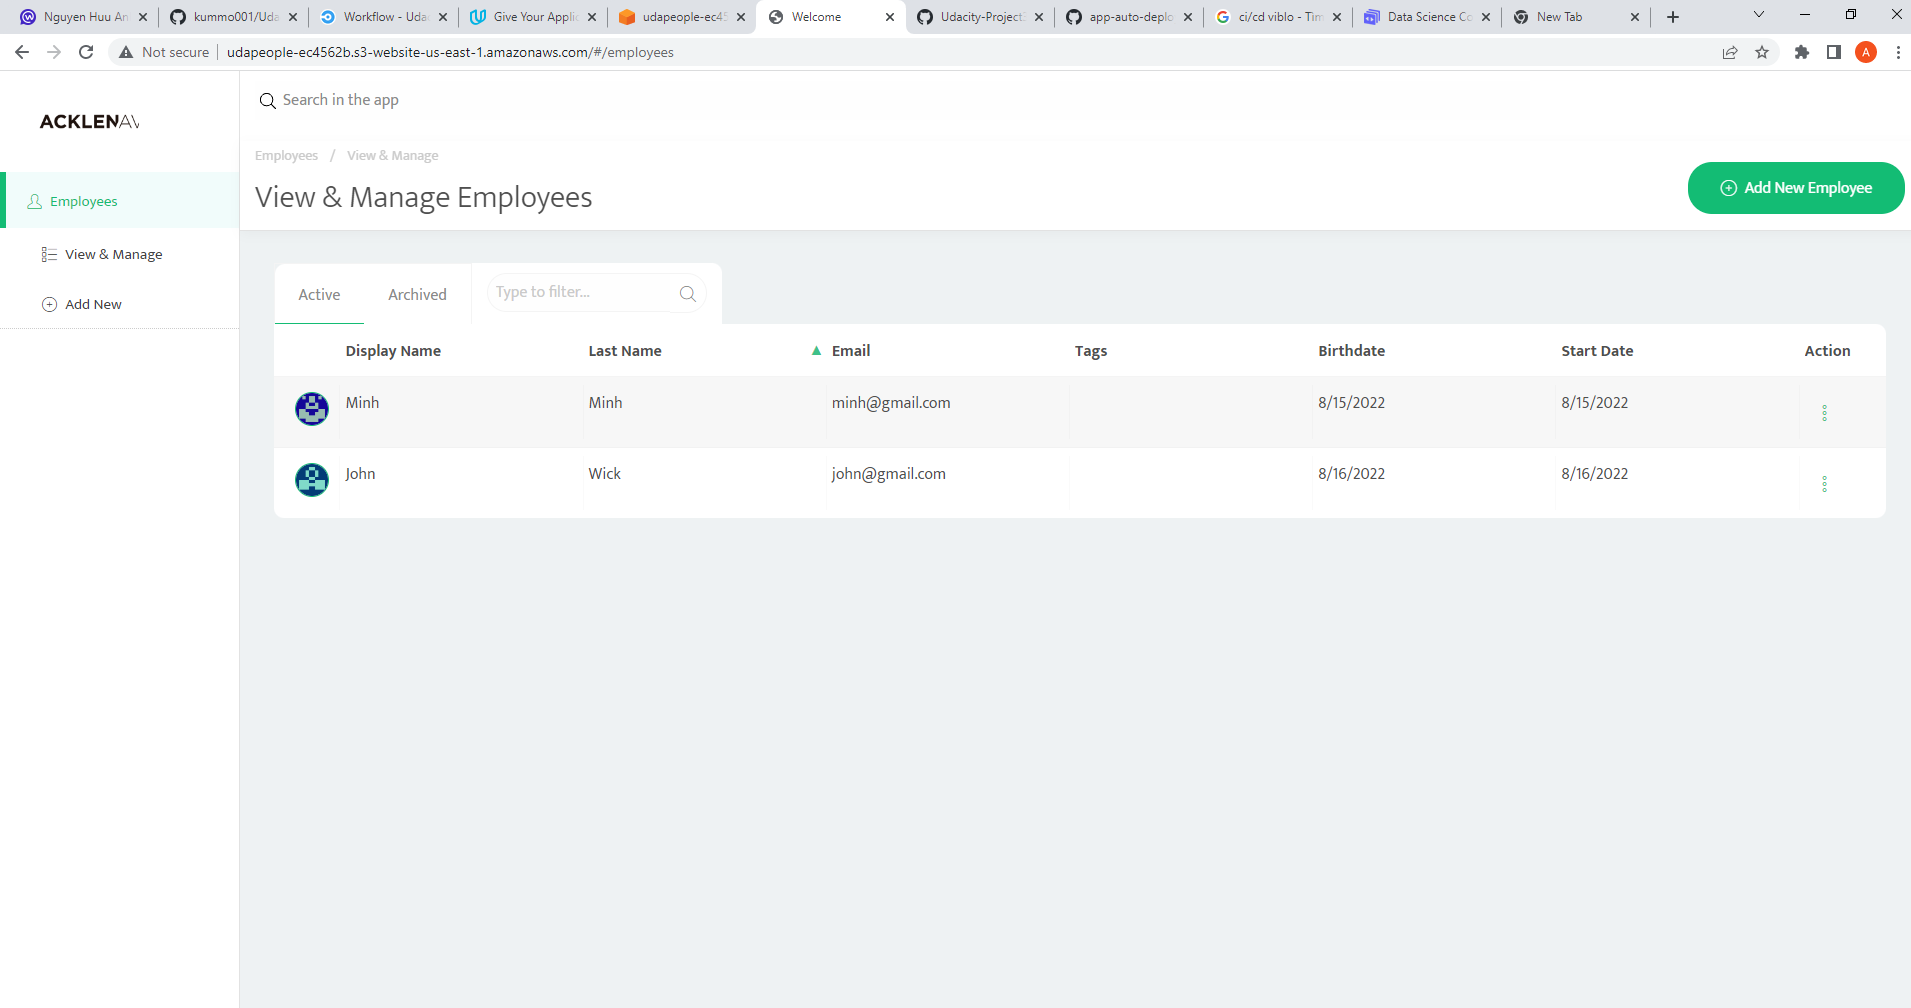 Nguyen Huu An
kummo001/Uda
Workflow - Uda
Give Your Applic
udapeople-ec45
Welcome
Udacity-Project3
app-auto-deplo
ci/cd viblo - Tìm
Data Science Co
New Tab
Not secure
udapeople-ec4562b.s3-website-us-east-1.amazonaws.com/#/employees
A
ACKLENAV
Search in the app
Employees / View & Manage
View & Manage Employees
Add New Employee
Employees
View & Manage
Add New
Active
Archived
Type to filter...
Display Name Last Name Email Tags Birthdate Start Date Action
Minh Minh minh@gmail.com 8/15/2022 8/15/2022
John Wick john@gmail.com 8/16/2022 8/16/2022